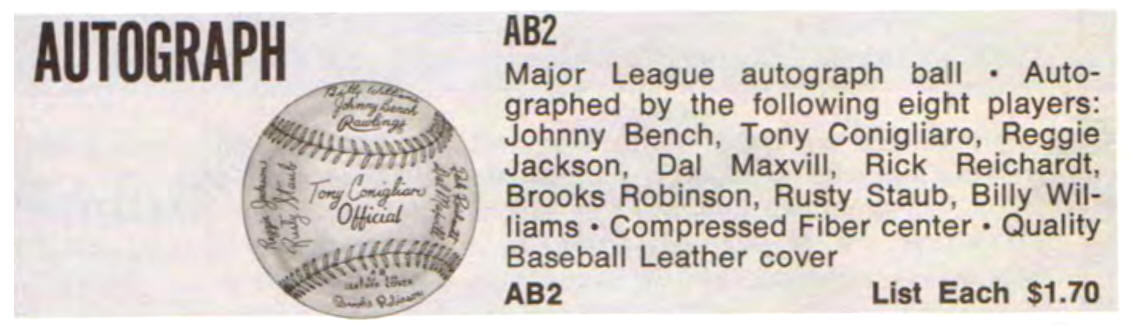 AUTOGRAPH
Billy Williams
Johnny Bench
Rawlings
Reggie Jackson
Rusty Staub
Tony Conigliaro
Official
Rick Reichardt
Dal Maxvill
Brooks Robinson
AB2
Major League autograph ball • Auto-
graphed by the following eight players:
Johnny Bench, Tony Conigliaro, Reggie
Jackson, Dal Maxvill, Rick Reichardt,
Brooks Robinson, Rusty Staub, Billy Wil-
liams • Compressed Fiber center • Quality
Baseball Leather cover
AB2 List Each $1.70